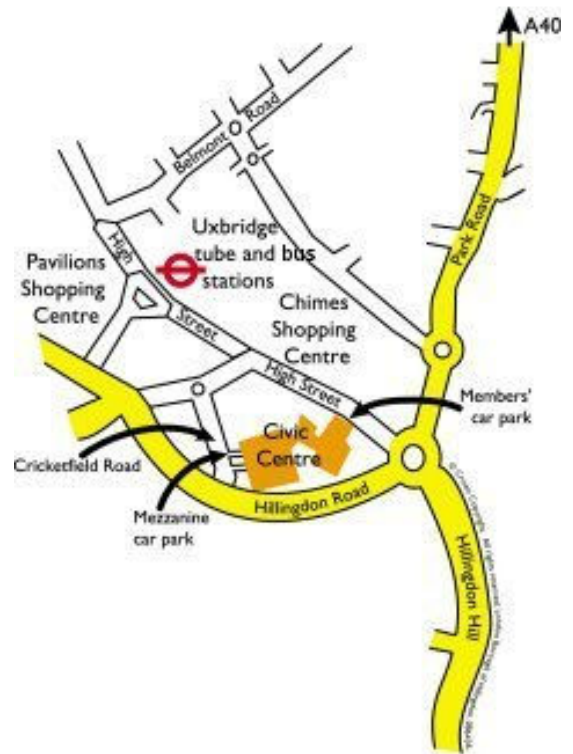 A40
Belmont Road
Park Road
Uxbridge
tube and bus
stations
High
Street
Pavilions
Shopping
Centre
Chimes
Shopping
Centre
High Street
Members'
car park
Civic
Centre
Cricketfield Road
Mezzanine
car park
Hillingdon Road
Hillingdon Hill